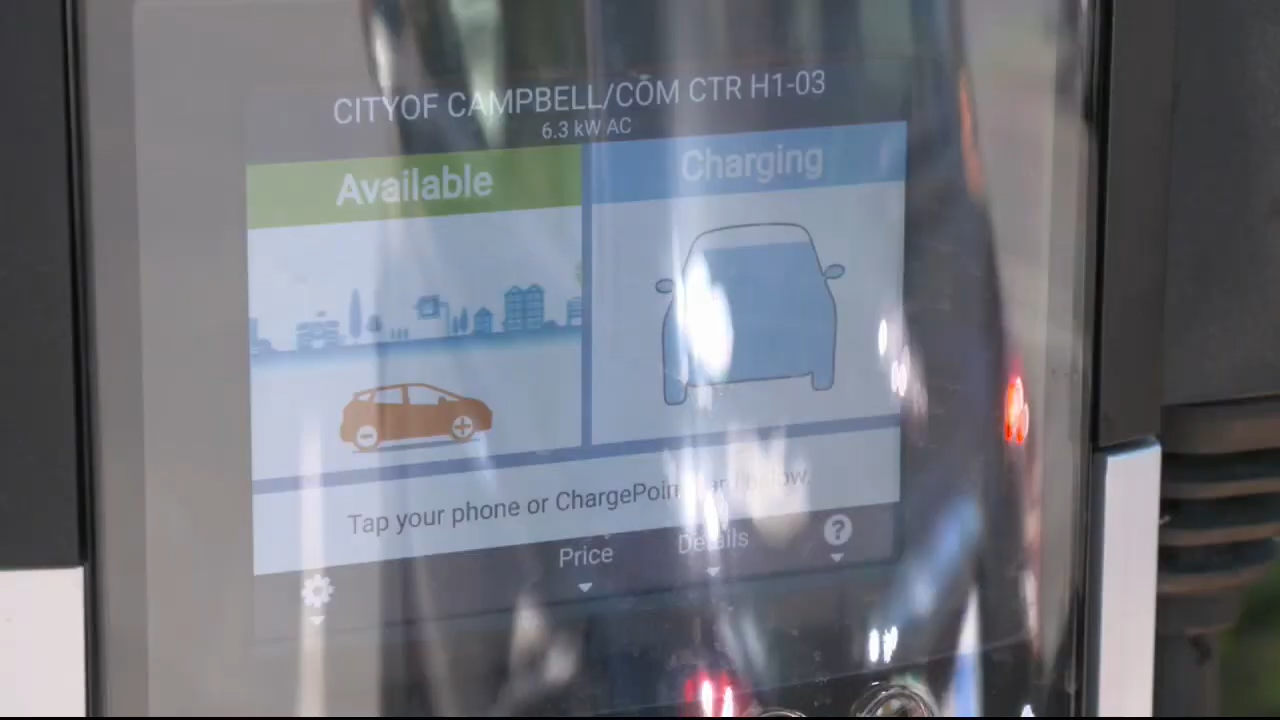 CITYOF CAMPBELL/COM CTR H1-03
6.3 kW AC
Available
Charging
Tap your phone or ChargePoint
Price
Details
?